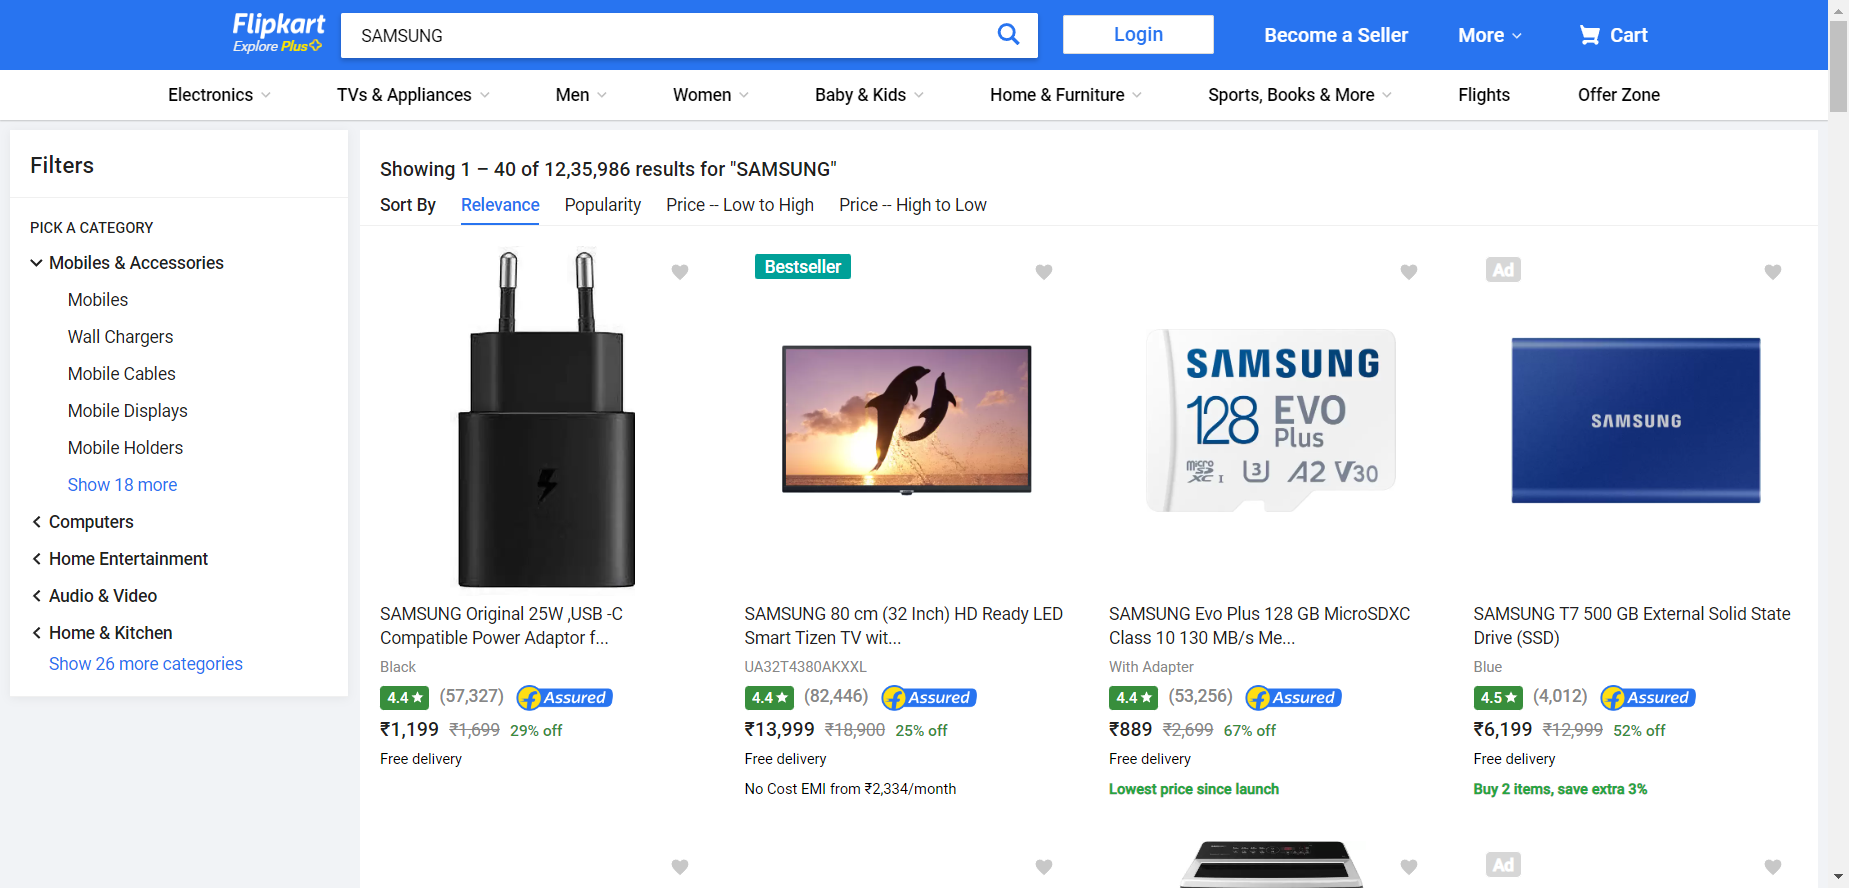 Flipkart
Explore Plus
SAMSUNG
Login
Become a Seller
More
Cart
Electronics
TVs & Appliances
Men
Women
Baby & Kids
Home & Furniture
Sports, Books & More
Flights
Offer Zone
Filters
PICK A CATEGORY
Mobiles & Accessories
Mobiles
Wall Chargers
Mobile Cables
Mobile Displays
Mobile Holders
Show 18 more
Computers
Home Entertainment
Audio & Video
Home & Kitchen
Show 26 more categories
Showing 1 – 40 of 12,35,986 results for "SAMSUNG"
Sort By Relevance Popularity Price -- Low to High Price -- High to Low
SAMSUNG Original 25W ,USB -C
Compatible Power Adaptor f...
Black
4.4★ (57,327) Assured
₹1,199 ₹1,699 29% off
Free delivery
Bestseller
SAMSUNG 80 cm (32 Inch) HD Ready LED
Smart Tizen TV wit...
UA32T4380AKXXL
4.4★ (82,446) Assured
₹13,999 ₹18,900 25% off
Free delivery
No Cost EMI from ₹2,334/month
SAMSUNG
128 EVO
Plus
micro SD XC I U3 A2 V30
SAMSUNG Evo Plus 128 GB MicroSDXC
Class 10 130 MB/s Me...
With Adapter
4.4★ (53,256) Assured
₹889 ₹2,699 67% off
Free delivery
Lowest price since launch
Ad
SAMSUNG
SAMSUNG T7 500 GB External Solid State
Drive (SSD)
Blue
4.5★ (4,012) Assured
₹6,199 ₹12,999 52% off
Free delivery
Buy 2 items, save extra 3%
Ad